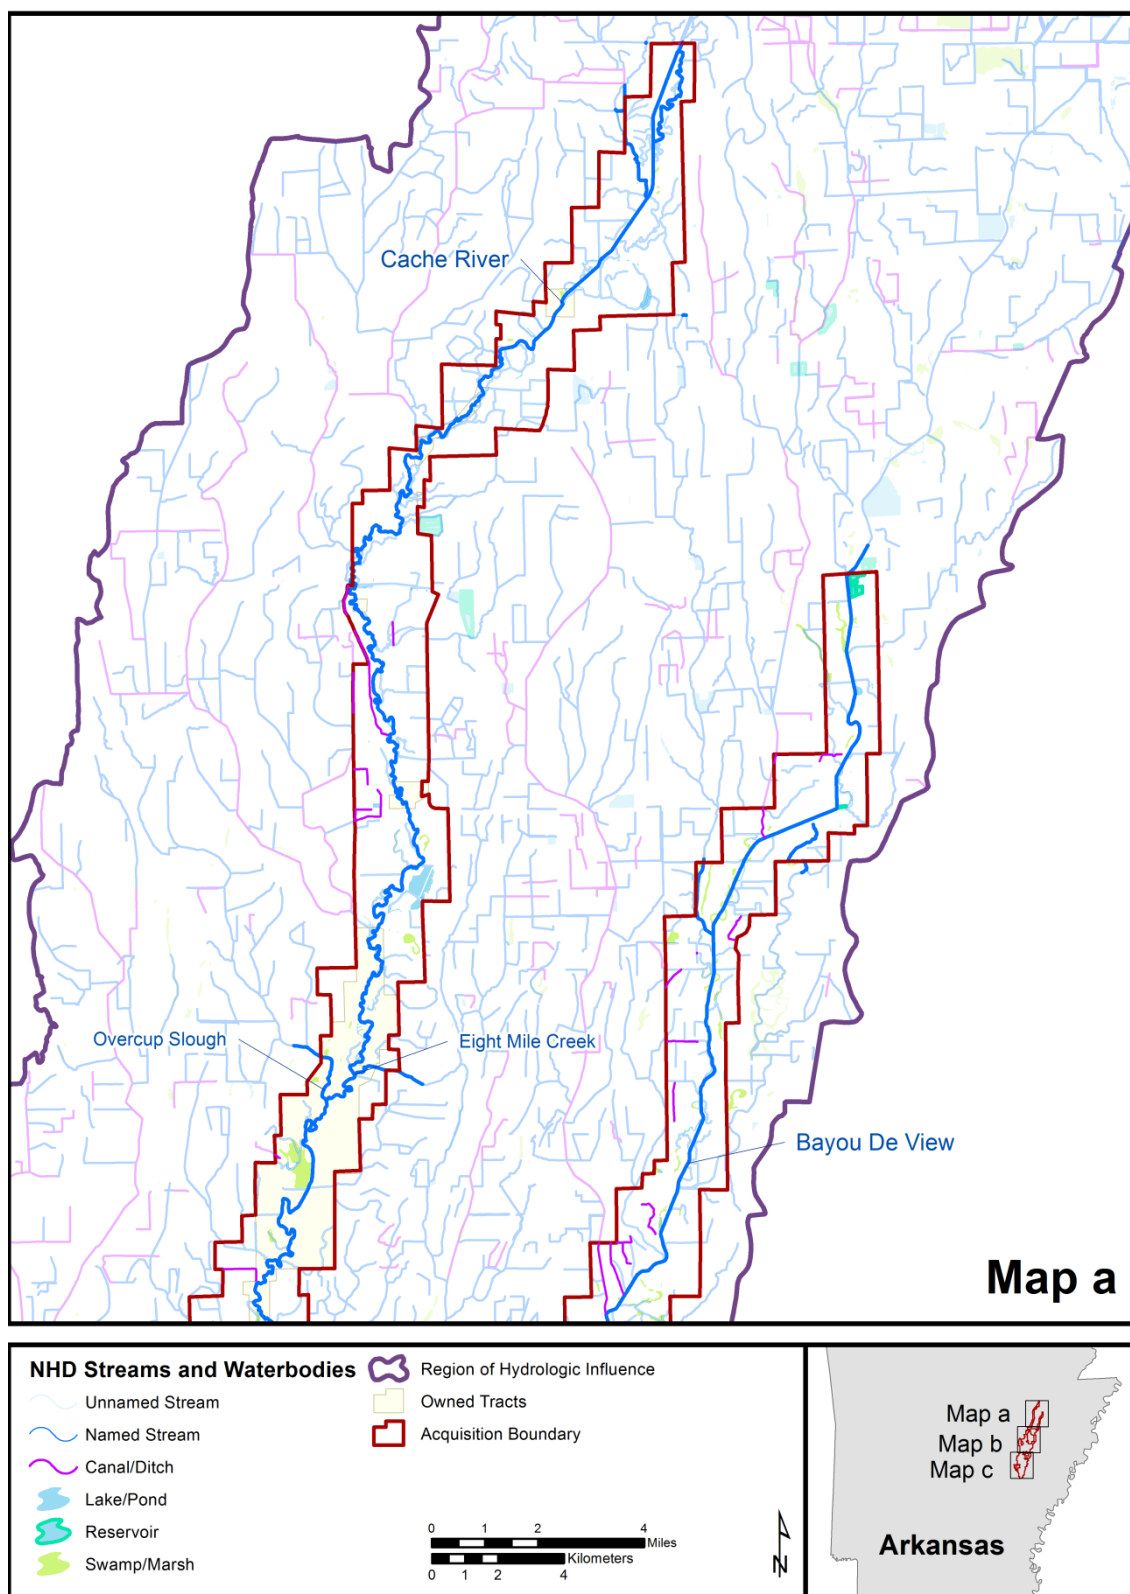 Cache River
Overcup Slough
Eight Mile Creek
Bayou De View
Map a
NHD Streams and Waterbodies
Unnamed Stream
Named Stream
Canal/Ditch
Lake/Pond
Reservoir
Swamp/Marsh
Region of Hydrologic Influence
Owned Tracts
Acquisition Boundary
0 1 2 4
Miles
Kilometers
0 1 2 4
N
Map a
Map b
Map c
Arkansas